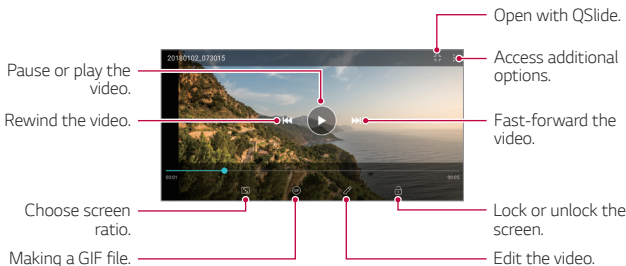 Open with QSlide.
20180102_073015
Access additional
options.
Pause or play the
video.
Rewind the video.
Fast-forward the
video.
00:01
00:05
GIF
Choose screen
ratio.
Lock or unlock the
screen.
Making a GIF file.
Edit the video.